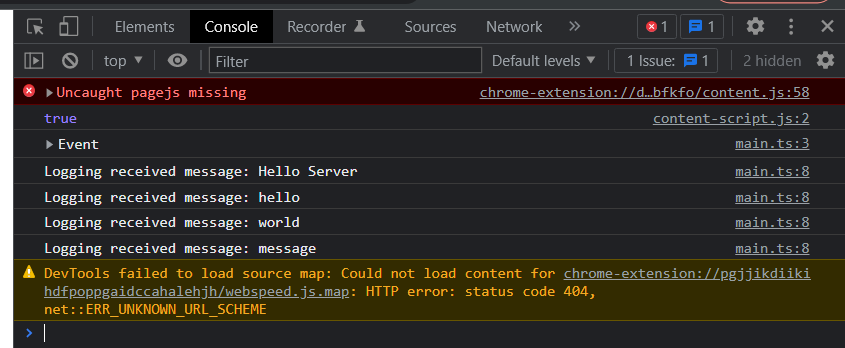 Elements Console Recorder Sources Network » 1 1
top Filter Default levels 1 Issue: 1 2 hidden
Uncaught pagejs missing chrome-extension://d…bfkfo/content.js:58
true content-script.js:2
Event main.ts:3
Logging received message: Hello Server main.ts:8
Logging received message: hello main.ts:8
Logging received message: world main.ts:8
Logging received message: message main.ts:8
DevTools failed to load source map: Could not load content for chrome-extension://pgjjikdiiki
hdfpoppgaidccahalehjh/webspeed.js.map: HTTP error: status code 404,
net::ERR_UNKNOWN_URL_SCHEME